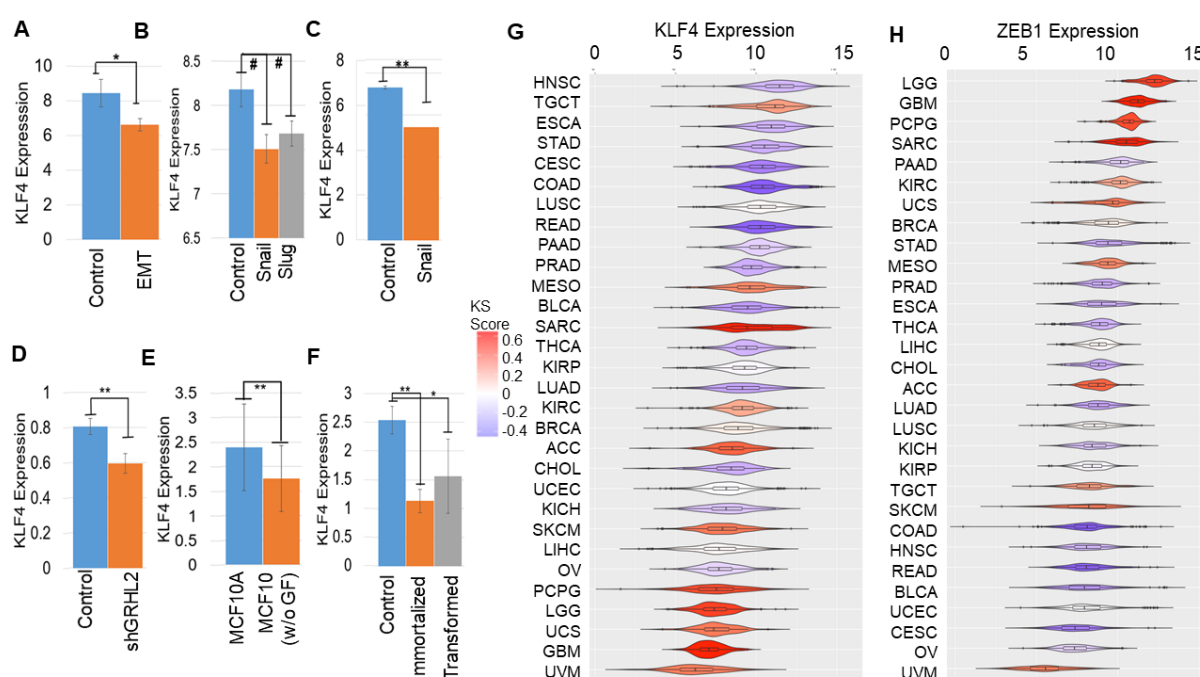 A
KLF4 Expression
10
8
6
4
2
0
*
Control
EMT
B
KLF4 Expression
8.5
8
7.5
7
6.5
# #
Control
Snail
Slug
C
KLF4 Expression
8
6
4
2
0
**
Control
Snail
D
KLF4 Expression
1
0.8
0.6
0.4
0.2
0
**
Control
shGRHL2
E
KLF4 Expression
3.5
3
2.5
2
1.5
1
0.5
0
**
MCF10A
MCF10
(w/o GF)
F
KLF4 Expression
3
2.5
2
1.5
1
0.5
0
** *
Control
mmortalized
Transformed
KS
Score
0.6
0.4
0.2
0
-0.2
-0.4
G
KLF4 Expression
0 5 10 15
HNSC
TGCT
ESCA
STAD
CESC
COAD
LUSC
READ
PAAD
PRAD
MESO
BLCA
SARC
THCA
KIRP
LUAD
KIRC
BRCA
ACC
CHOL
UCEC
KICH
SKCM
LIHC
OV
PCPG
LGG
UCS
GBM
UVM
H
ZEB1 Expression
0 5 10 15
LGG
GBM
PCPG
SARC
PAAD
KIRC
UCS
BRCA
STAD
MESO
PRAD
ESCA
THCA
LIHC
CHOL
ACC
LUAD
LUSC
KICH
KIRP
TGCT
SKCM
COAD
HNSC
READ
BLCA
UCEC
CESC
OV
UVM